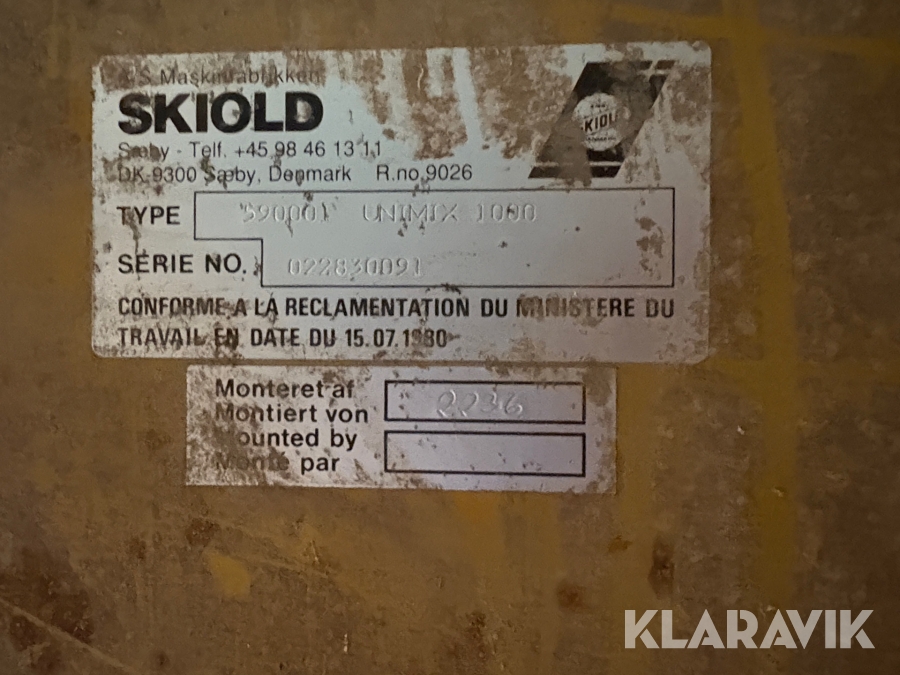 A/S Maskinfabrikken
SKIOLD
Sæby - Telf. +45 98 46 13 11
DK-9300 Sæby, Denmark R.no.9026
SKIOLD
TYPE 590001 UNIMIX 1000
SERIE NO. 022830091
CONFORME A LA RECLAMENTATION DU MINISTERE DU
TRAVAIL EN DATE DU 15.07.1980
Monteret af 2236
Montiert von
Mounted by
Monté par
KLARAVIK